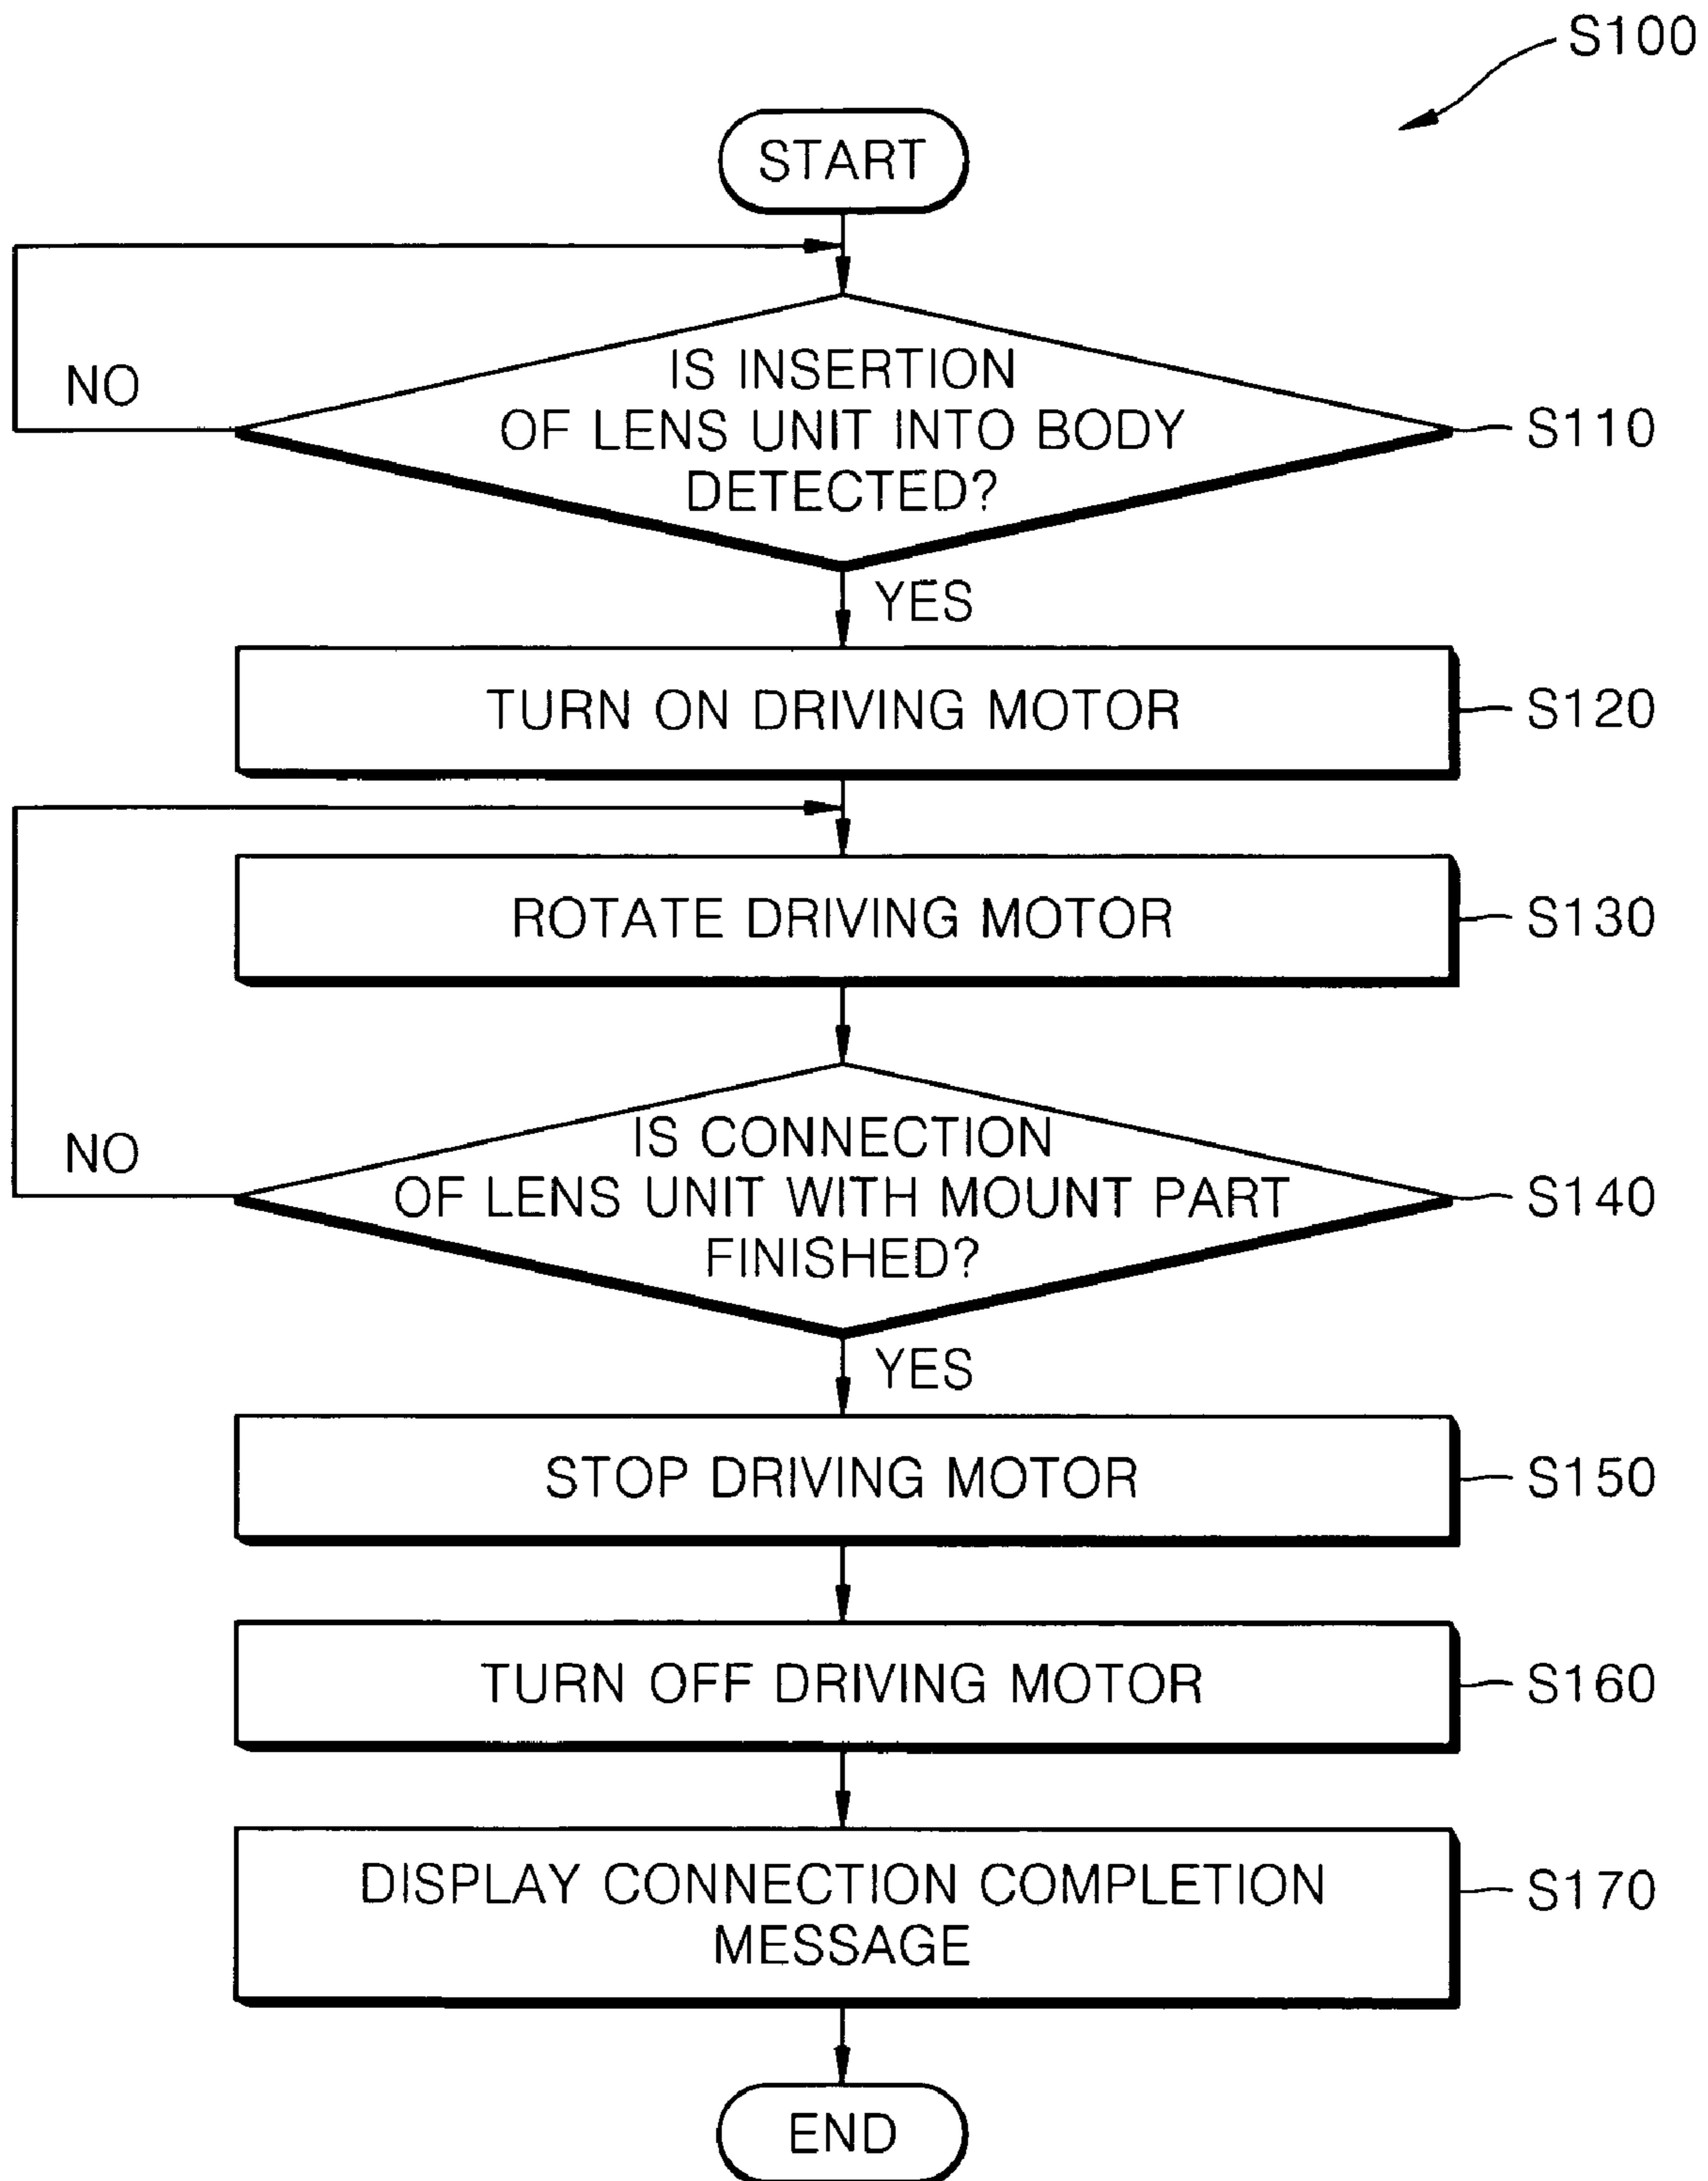 S100
START
NO
IS INSERTION
OF LENS UNIT INTO BODY
DETECTED?
S110
YES
TURN ON DRIVING MOTOR
S120
ROTATE DRIVING MOTOR
S130
NO
IS CONNECTION
OF LENS UNIT WITH MOUNT PART
FINISHED?
S140
YES
STOP DRIVING MOTOR
S150
TURN OFF DRIVING MOTOR
S160
DISPLAY CONNECTION COMPLETION
MESSAGE
S170
END